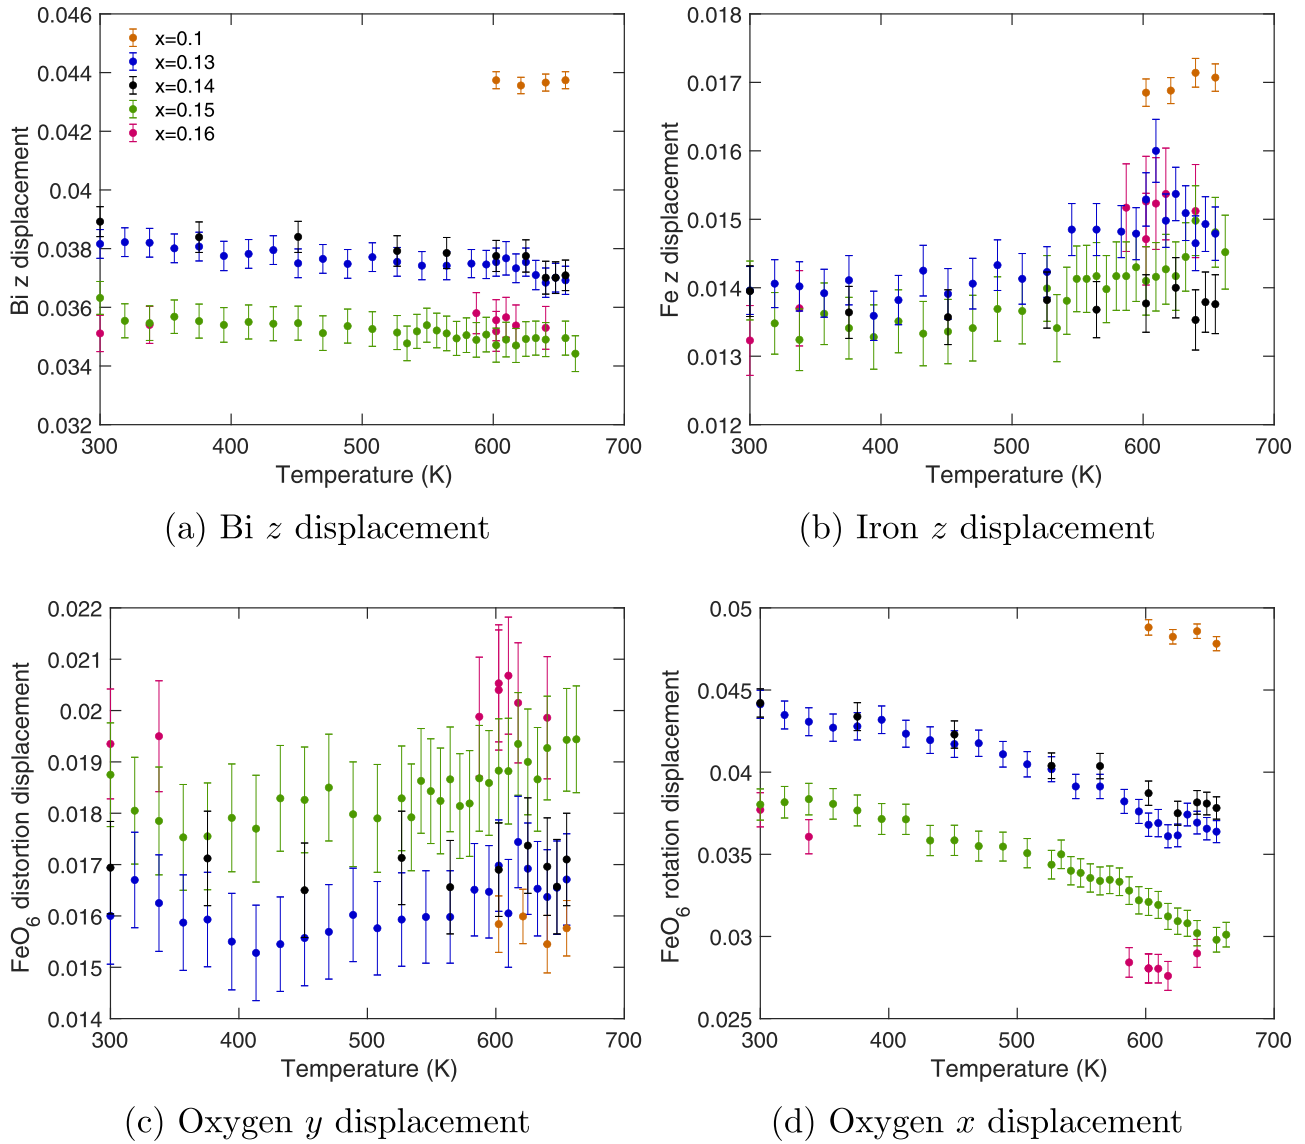 0.046
0.044
0.042
0.04
0.038
0.036
0.034
0.032
Bi z displacement
x=0.1
x=0.13
x=0.14
x=0.15
x=0.16
300 400 500 600 700
Temperature (K)
(a) Bi z displacement
0.018
0.017
0.016
0.015
0.014
0.013
0.012
Fe z displacement
300 400 500 600 700
Temperature (K)
(b) Iron z displacement
0.022
0.021
0.02
0.019
0.018
0.017
0.016
0.015
0.014
FeO6 distortion displacement
300 400 500 600 700
Temperature (K)
(c) Oxygen y displacement
0.05
0.045
0.04
0.035
0.03
0.025
FeO6 rotation displacement
300 400 500 600 700
Temperature (K)
(d) Oxygen x displacement